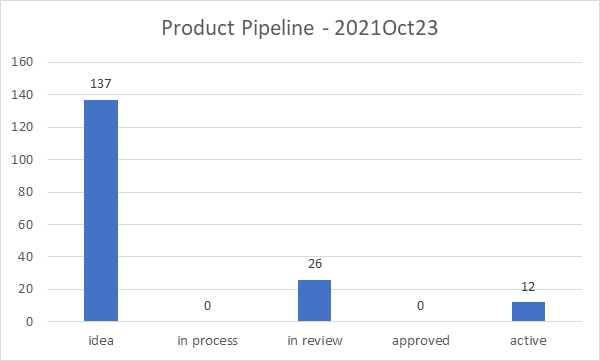 Product Pipeline - 2021Oct23
160
140
120
100
80
60
40
20
0
137
0
26
0
12
idea
in process
in review
approved
active